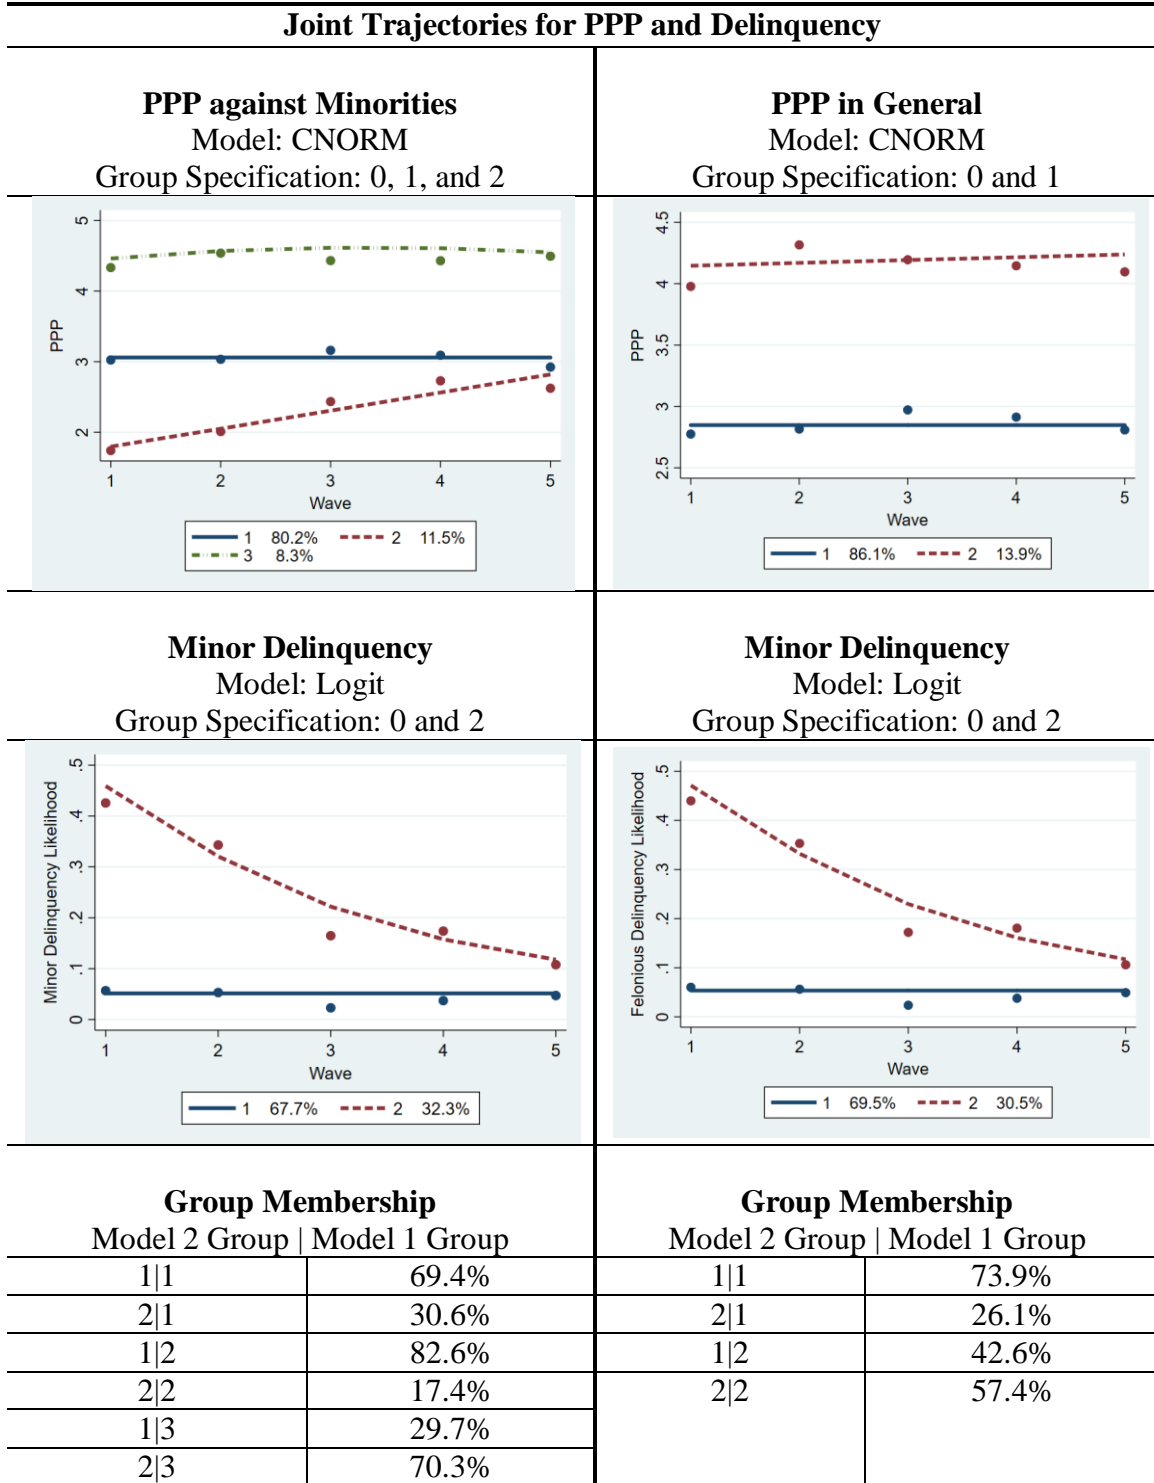 Joint Trajectories for PPP and Delinquency
PPP against Minorities
Model: CNORM
Group Specification: 0, 1, and 2
PPP in General
Model: CNORM
Group Specification: 0 and 1
5
4
3
2
PPP
1 2 3 4 5
Wave
1 80.2% 2 11.5%
3 8.3%
4.5
4
3.5
3
2.5
PPP
1 2 3 4 5
Wave
1 86.1% 2 13.9%
Minor Delinquency
Model: Logit
Group Specification: 0 and 2
Minor Delinquency
Model: Logit
Group Specification: 0 and 2
.5
.4
.3
.2
.1
0
Minor Delinquency Likelihood
1 2 3 4 5
Wave
1 67.7% 2 32.3%
.5
.4
.3
.2
.1
0
Felonious Delinquency Likelihood
1 2 3 4 5
Wave
1 69.5% 2 30.5%
Group Membership
Model 2 Group | Model 1 Group
Group Membership
Model 2 Group | Model 1 Group
1|1 69.4% 1|1 73.9%
2|1 30.6% 2|1 26.1%
1|2 82.6% 1|2 42.6%
2|2 17.4% 2|2 57.4%
1|3 29.7%
2|3 70.3%